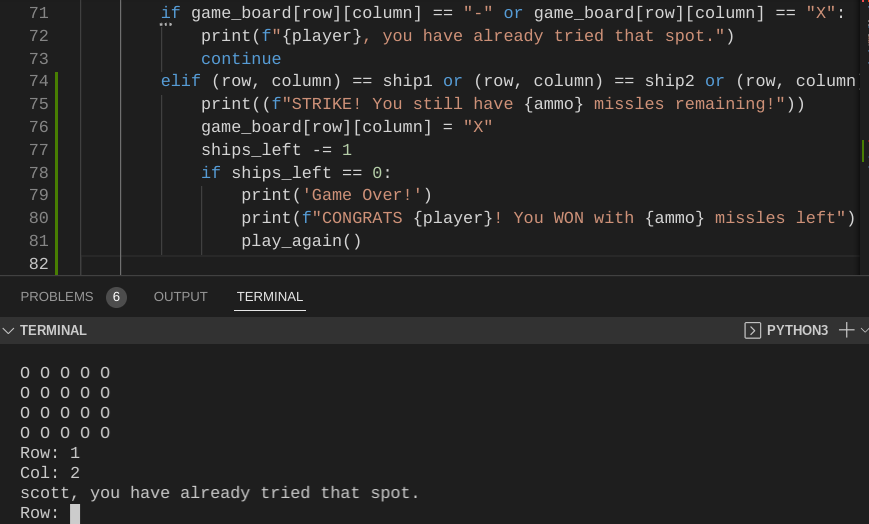 71 if game_board[row][column] == "-" or game_board[row][column] == "X":
72 print(f"{player}, you have already tried that spot.")
73 continue
74 elif (row, column) == ship1 or (row, column) == ship2 or (row, column
75 print((f"STRIKE! You still have {ammo} missles remaining!"))
76 game_board[row][column] = "X"
77 ships_left -= 1
78 if ships_left == 0:
79 print('Game Over!')
80 print(f"CONGRATS {player}! You WON with {ammo} missles left")
81 play_again()
82
PROBLEMS 6 OUTPUT TERMINAL
TERMINAL PYTHON3
O O O O O
O O O O O
O O O O O
O O O O O
Row: 1
Col: 2
scott, you have already tried that spot.
Row: